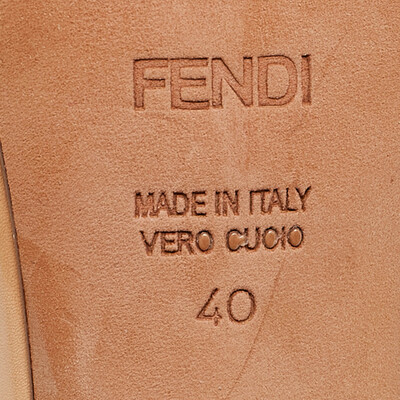 FENDI
MADE IN ITALY
VERO CUOIO
40